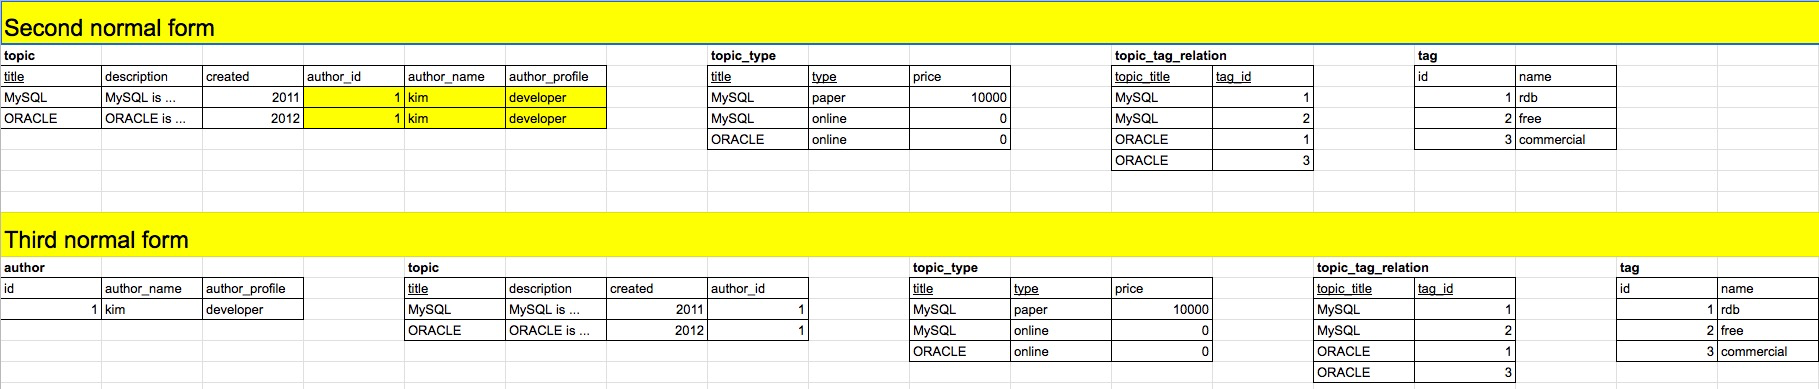 Second normal form
topic topic_type topic_tag_relation tag
title description created author_id author_name author_profile title type price topic_title tag_id id name
MySQL MySQL is ... 2011 1 kim developer MySQL paper 10000 MySQL 1 1 rdb
ORACLE ORACLE is ... 2012 1 kim developer MySQL online 0 MySQL 2 2 free
ORACLE online 0 ORACLE 1 3 commercial
ORACLE 3
Third normal form
author topic topic_type topic_tag_relation tag
id author_name author_profile title description created author_id title type price topic_title tag_id id name
1 kim developer MySQL MySQL is ... 2011 1 MySQL paper 10000 MySQL 1 1 rdb
ORACLE ORACLE is ... 2012 1 MySQL online 0 MySQL 2 2 free
ORACLE online 0 ORACLE 1 3 commercial
ORACLE 3